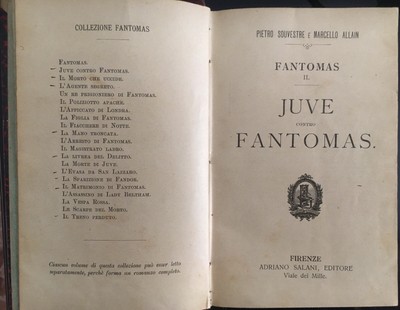 COLLEZIONE FANTOMAS
FANTOMAS.
JUVE CONTRO FANTOMAS.
IL MORTO CHE UCCIDE.
L'AGENTE SEGRETO.
UN RE PRIGIONIERO DI FANTOMAS.
IL POLIZIOTTO APACHE.
L'APPICCATO DI LONDRA.
LA FIGLIA DI FANTOMAS.
IL FIACCHERE DI NOTTE.
LA MANO TRONCATA.
L'ARRESTO DI FANTOMAS.
IL MAGISTRATO LADRO.
LA LIVREA DEL DELITTO.
LA MORTE DI JUVE.
L'EVASA DA SAN LAZZARO.
LA SPARIZIONE DI FANDOR.
IL MATRIMONIO DI FANTOMAS.
L'ASSASSINO DI LADY BERTHAM.
LA VESPA ROSSA.
LE SCARPE DEL MORTO.
IL TRENO PERDUTO.
Ciascun volume di questa collezione può esser letto
separatamente, perchè forma un romanzo completo.
PIETRO SOUVESTRE E MARCELLO ALLAIN
FANTOMAS
II.
JUVE
CONTRO
FANTOMAS.
FIRENZE
ADRIANO SALANI, EDITORE
Viale dei Mille.